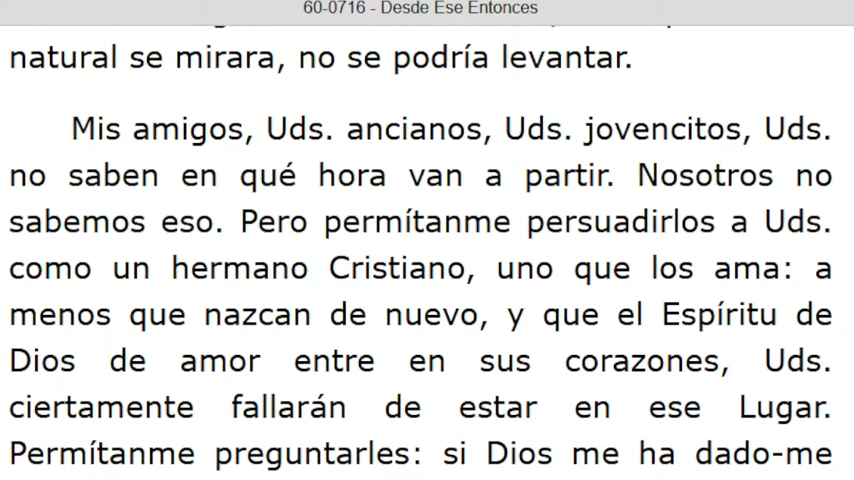 60-0716 - Desde Ese Entonces
natural se mirara, no se podría levantar.
Mis amigos, Uds. ancianos, Uds. jovencitos, Uds.
no saben en qué hora van a partir. Nosotros no
sabemos eso. Pero permítanme persuadirlos a Uds.
como un hermano Cristiano, uno que los ama: a
menos que nazcan de nuevo, y que el Espíritu de
Dios de amor entre en sus corazones, Uds.
ciertamente fallarán de estar en ese Lugar.
Permítanme preguntarles: si Dios me ha dado-me